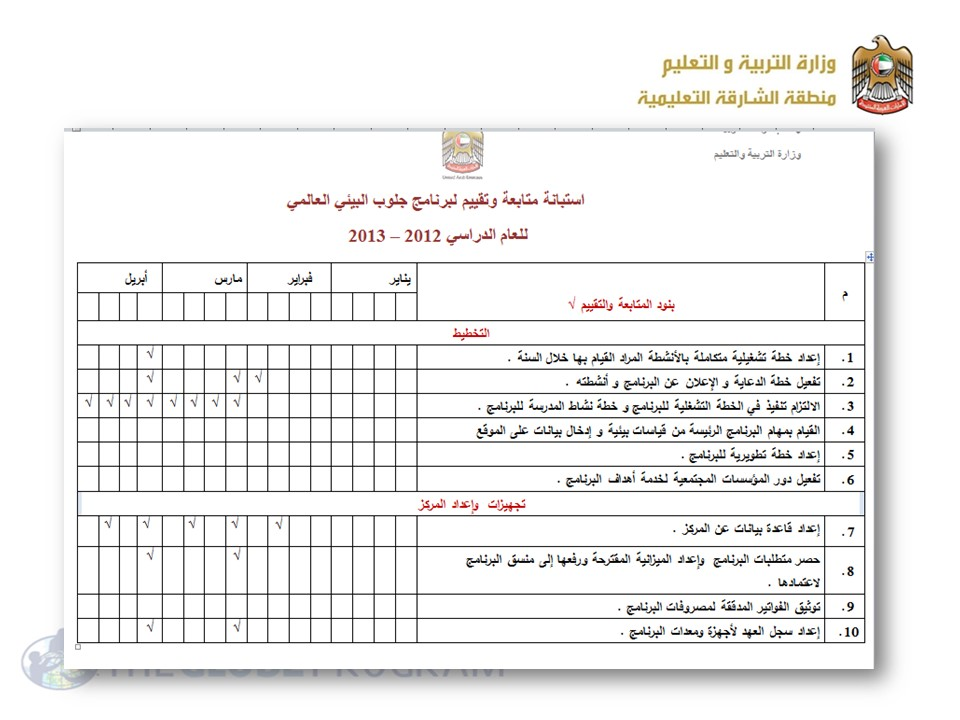 وزارة التربية و التعليم
منطقة الشارقة التعليمية
وزارة التربية والتعليم
استبانة متابعة وتقييم لبرنامج جلوب البيئي العالمي
للعام الدراسي 2012 – 2013
م
بنود المتابعة والتقييم √
يناير
فبراير
مارس
أبريل
التخطيط
1. إعداد خطة تشغيلية متكاملة بالأنشطة المراد القيام بها خلال السنة . √
2. تفعيل خطة الدعاية و الإعلان عن البرنامج و أنشطته . √ √ √
3. الالتزام تنفيذ في الخطة التشغلية للبرنامج و خطة نشاط المدرسة للبرنامج . √ √ √ √ √ √ √ √
4. القيام بمهام البرنامج الرئيسة من قياسات بيئية و إدخال بيانات على الموقع
5. إعداد خطة تطويرية للبرنامج .
6. تفعيل دور المؤسسات المجتمعية لخدمة أهداف البرنامج .
تجهيزات وإعداد المركز
7. إعداد قاعدة بيانات عن المركز . √ √ √ √ √
8. حصر متطلبات البرنامج وإعداد الميزانية المقترحة ورفعها إلى منسق البرنامج √ √
لاعتمادها .
9. توثيق الفواتير المدققة لمصروفات البرنامج .
10. إعداد سجل العهد لأجهزة ومعدات البرنامج . √ √
THE GLOBE PROGRAM